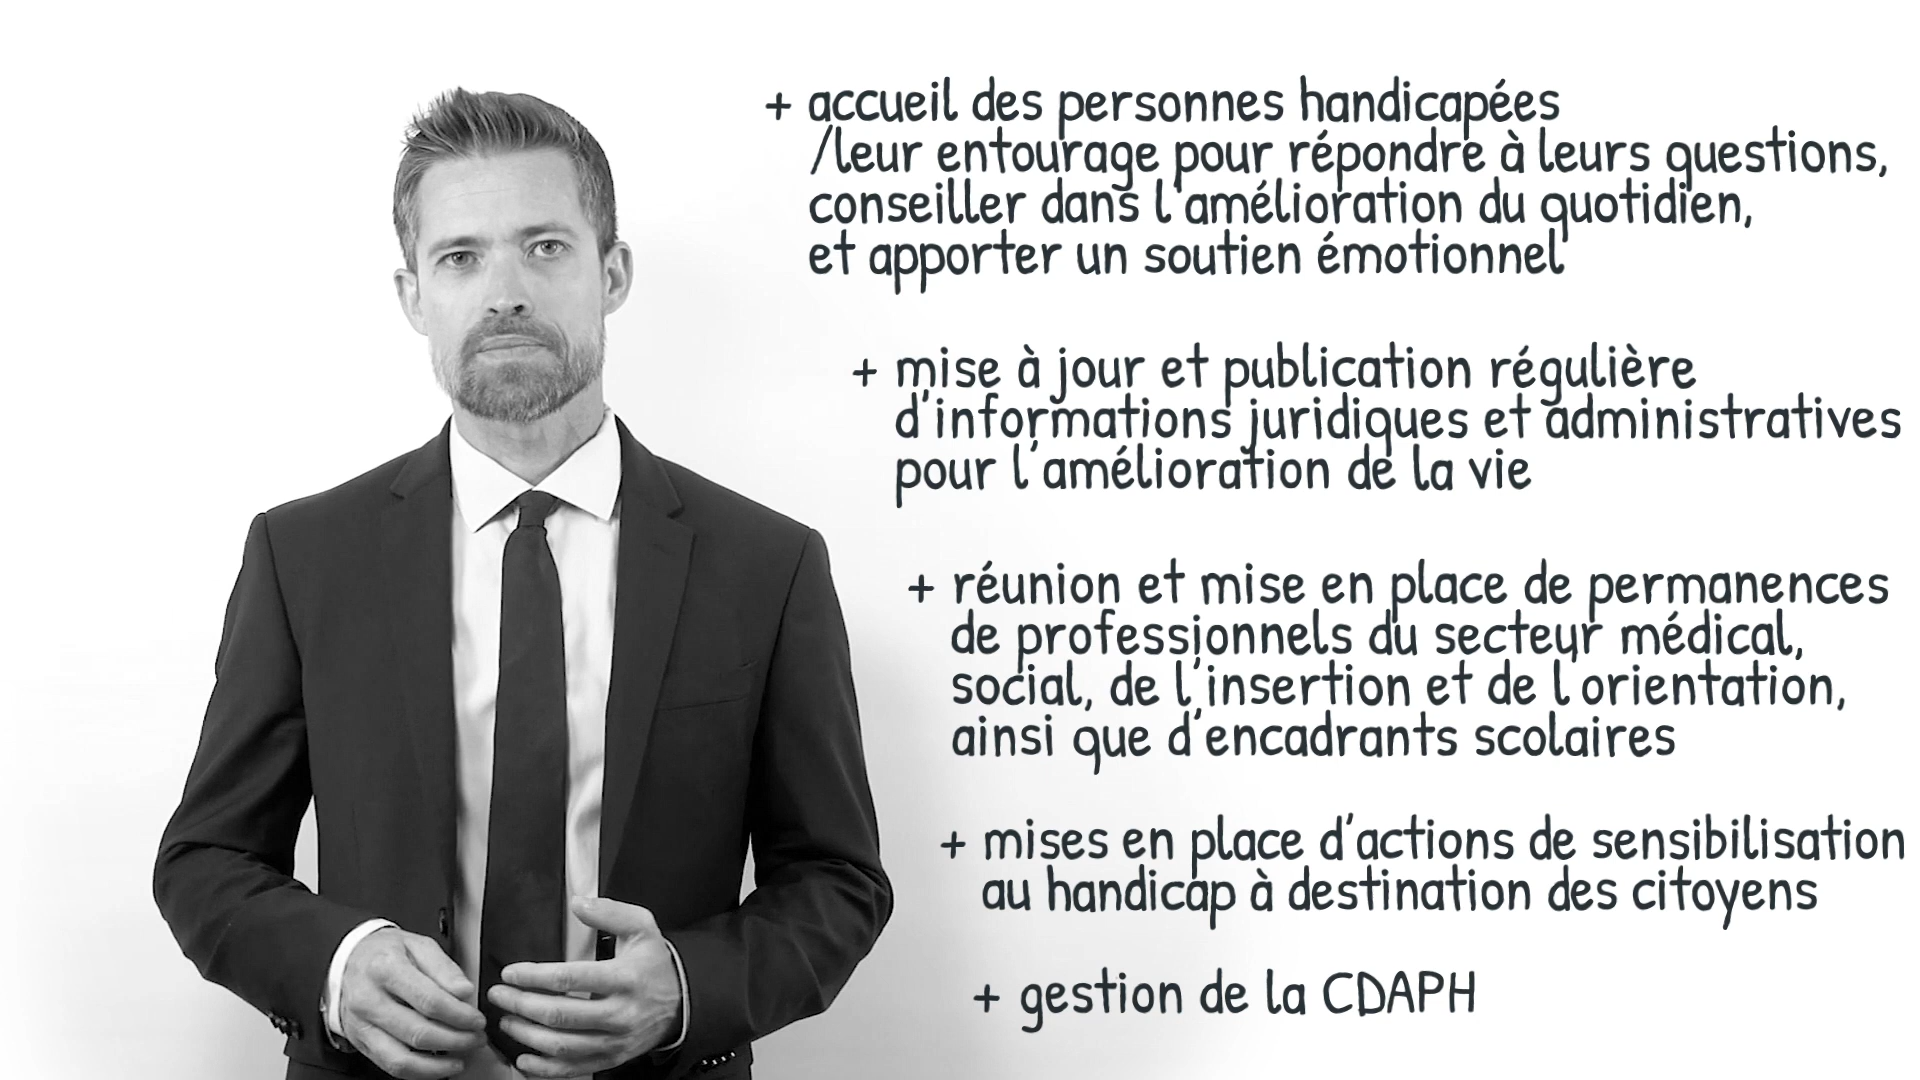 + accueil des personnes handicapées
/leur entourage pour répondre à leurs questions,
conseiller dans l'amélioration du quotidien,
et apporter un soutien émotionnel
+ mise à jour et publication régulière
d'informations juridiques et administratives
pour l'amélioration de la vie
+ réunion et mise en place de permanences
de professionnels du secteur médical,
social, de l'insertion et de l'orientation,
ainsi que d'encadrants scolaires
+ mises en place d'actions de sensibilisation
au handicap à destination des citoyens
+ gestion de la CDAPH